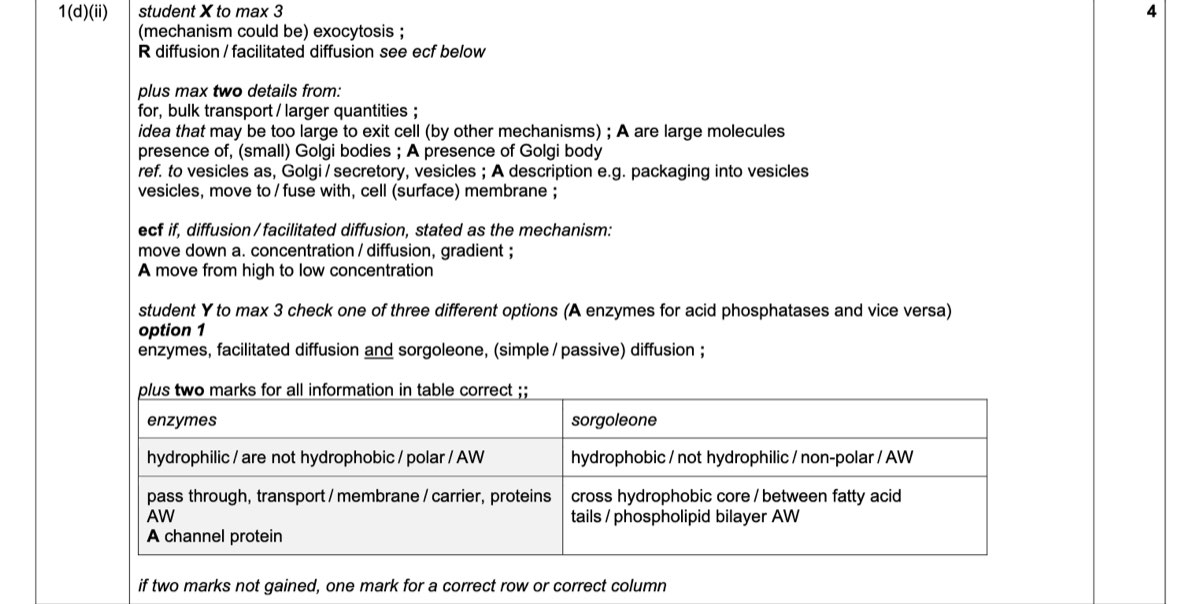 1(d)(ii)
student X to max 3
4
(mechanism could be) exocytosis ;
R diffusion / facilitated diffusion see ecf below
plus max two details from:
for, bulk transport / larger quantities ;
idea that may be too large to exit cell (by other mechanisms) ; A are large molecules
presence of, (small) Golgi bodies ; A presence of Golgi body
ref. to vesicles as, Golgi / secretory, vesicles ; A description e.g. packaging into vesicles
vesicles, move to / fuse with, cell (surface) membrane ;
ecf if, diffusion / facilitated diffusion, stated as the mechanism:
move down a. concentration / diffusion, gradient ;
A move from high to low concentration
student Y to max 3 check one of three different options (A enzymes for acid phosphatases and vice versa)
option 1
enzymes, facilitated diffusion and sorgoleone, (simple / passive) diffusion ;
plus two marks for all information in table correct ;;
enzymes
sorgoleone
hydrophilic / are not hydrophobic / polar / AW
hydrophobic / not hydrophilic / non-polar / AW
pass through, transport / membrane / carrier, proteins
AW
A channel protein
cross hydrophobic core / between fatty acid
tails / phospholipid bilayer AW
if two marks not gained, one mark for a correct row or correct column